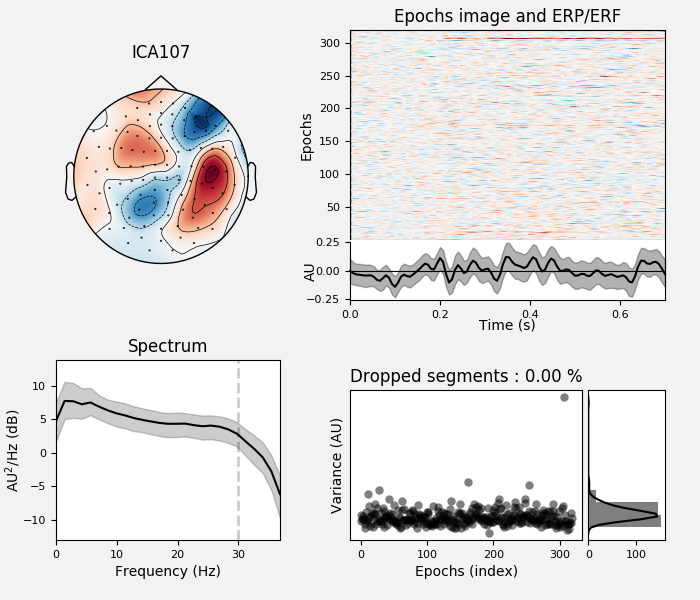 ICA107
Epochs image and ERP/ERF
Epochs
300
250
200
150
100
50
AU
0.25
0.00
−0.25
0.0 0.2 0.4 0.6
Time (s)
Spectrum
AU²/Hz (dB)
10
5
0
−5
−10
0 10 20 30
Frequency (Hz)
Dropped segments : 0.00 %
Variance (AU)
0 100 200 300
Epochs (index)
0 100